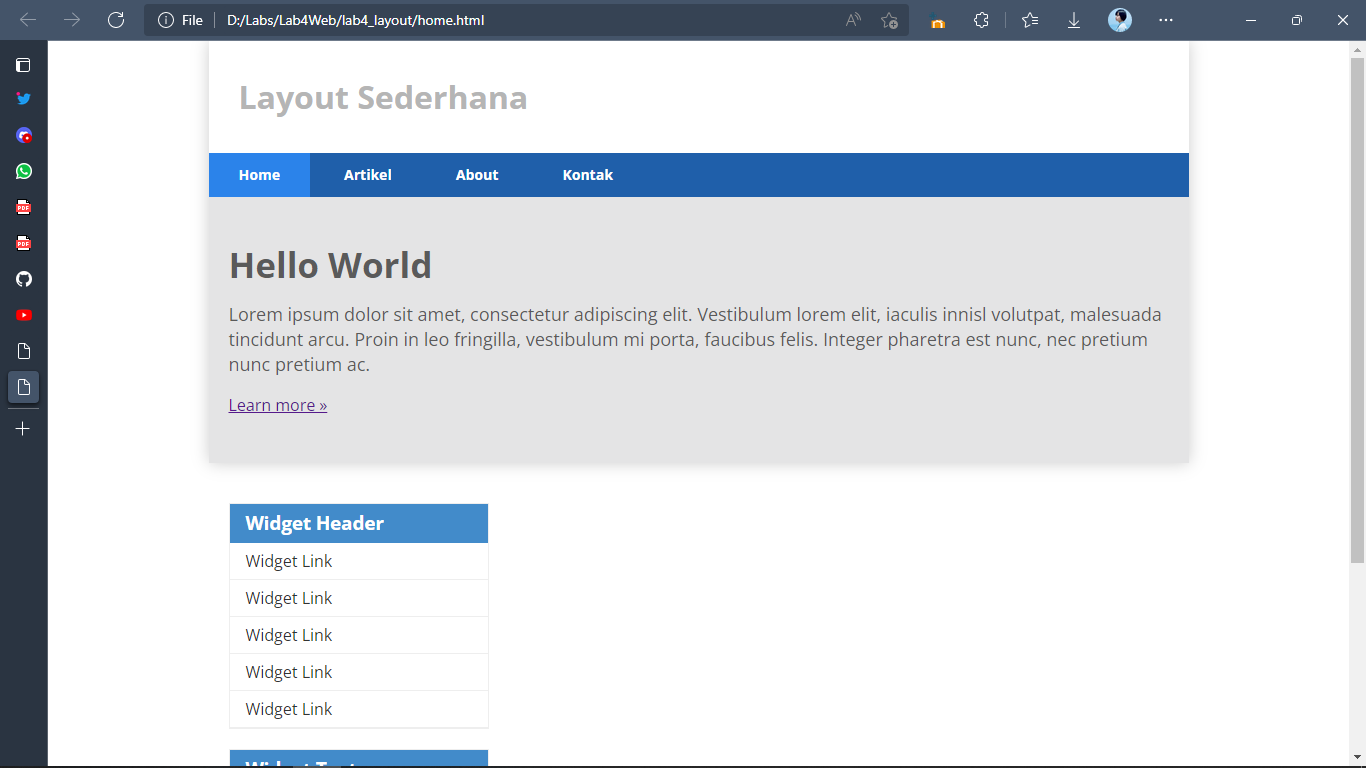 File
D:/Labs/Lab4Web/lab4_layout/home.html
Layout Sederhana
Home Artikel About Kontak
Hello World
Lorem ipsum dolor sit amet, consectetur adipiscing elit. Vestibulum lorem elit, iaculis innisl volutpat, malesuada
tincidunt arcu. Proin in leo fringilla, vestibulum mi porta, faucibus felis. Integer pharetra est nunc, nec pretium
nunc pretium ac.
Learn more »
Widget Header
Widget Link
Widget Link
Widget Link
Widget Link
Widget Link